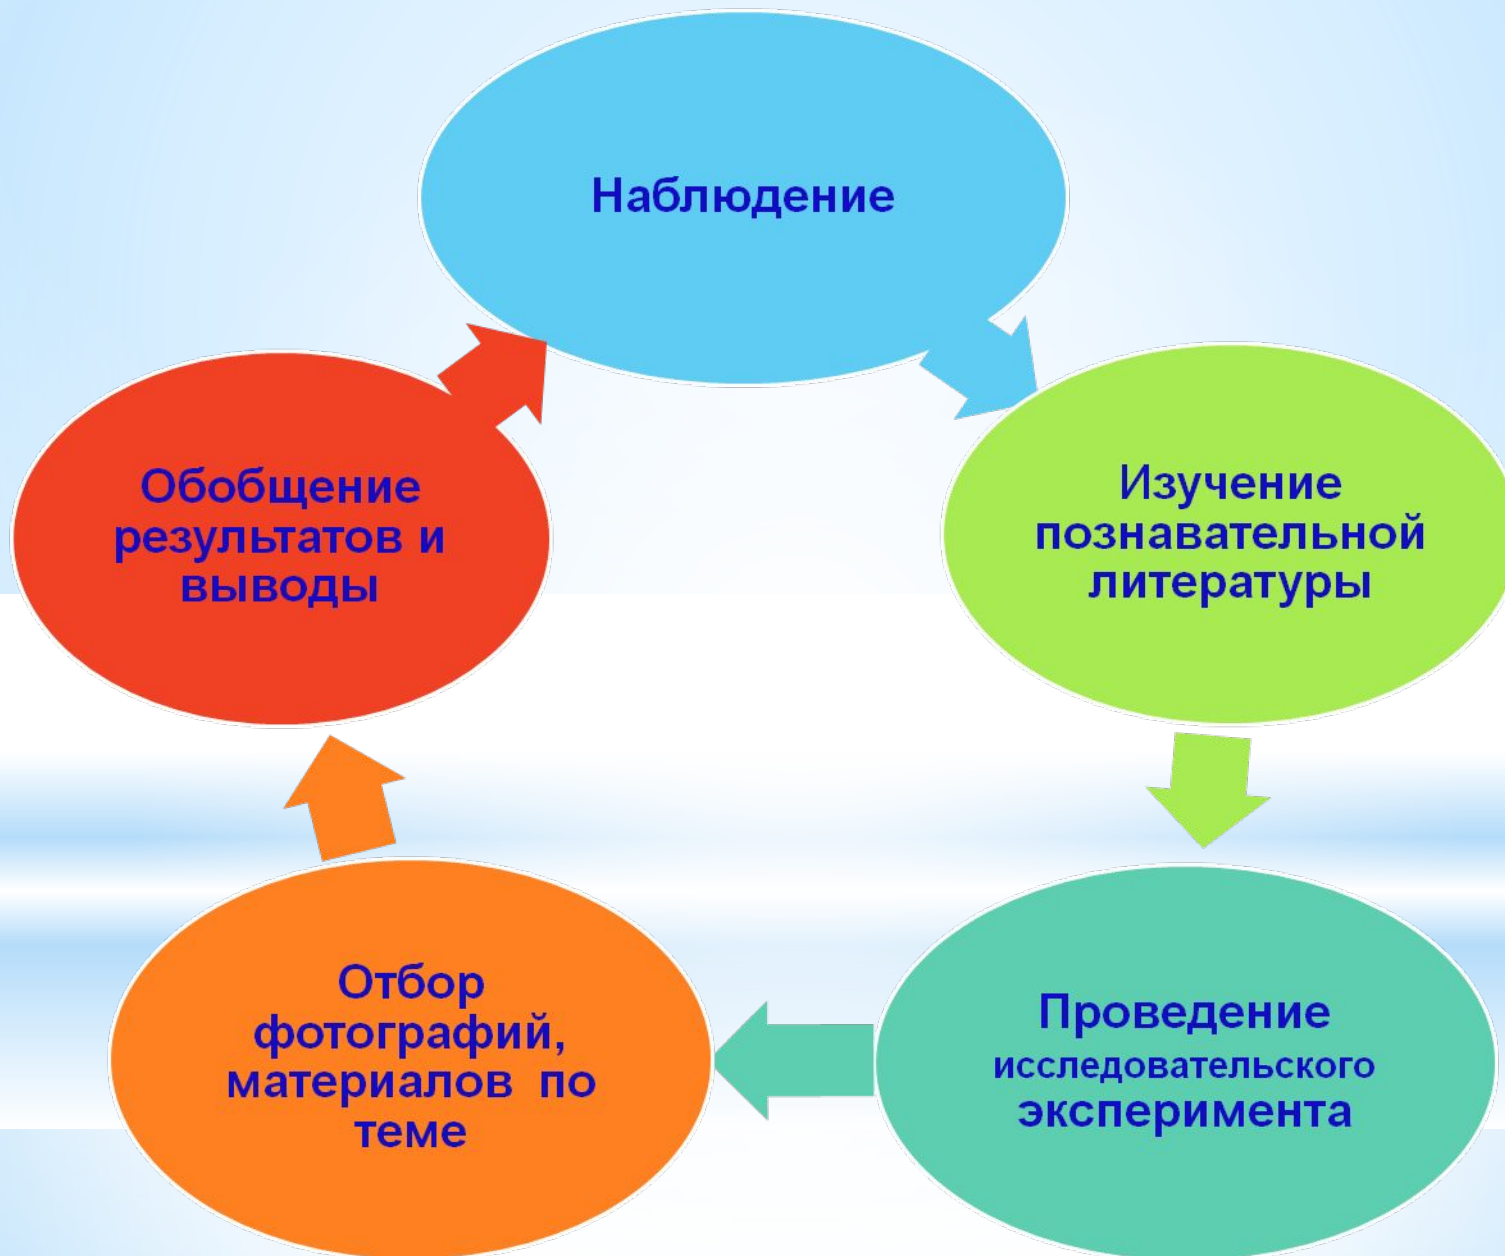 Наблюдение
Изучение
познавательной
литературы
Проведение
исследовательского
эксперимента
Отбор
фотографий,
материалов по
теме
Обобщение
результатов и
выводы